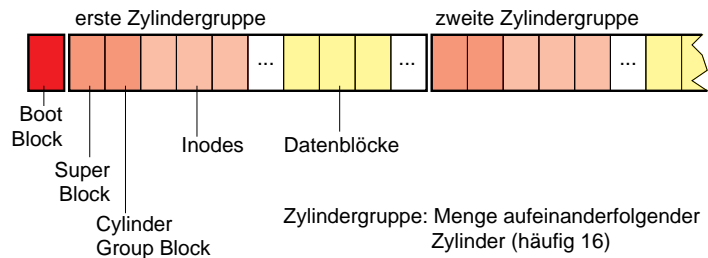 erste Zylindergruppe
zweite Zylindergruppe
...
...
...
Boot
Block
Inodes
Datenblöcke
Super
Block
Cylinder
Group Block
Zylindergruppe: Menge aufeinanderfolgender
Zylinder (häufig 16)